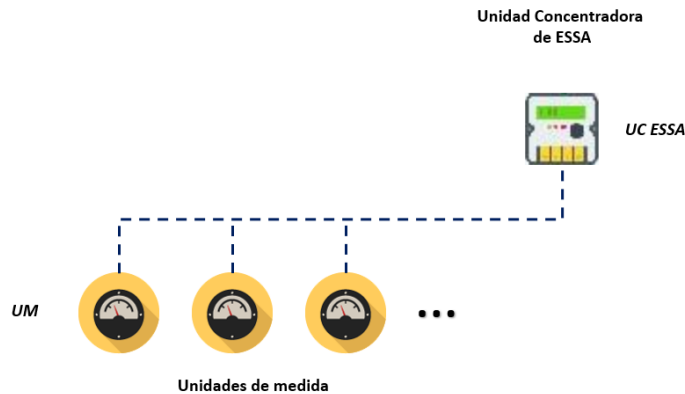 Unidad Concentradora
de ESSA
UC ESSA
UM
...
Unidades de medida